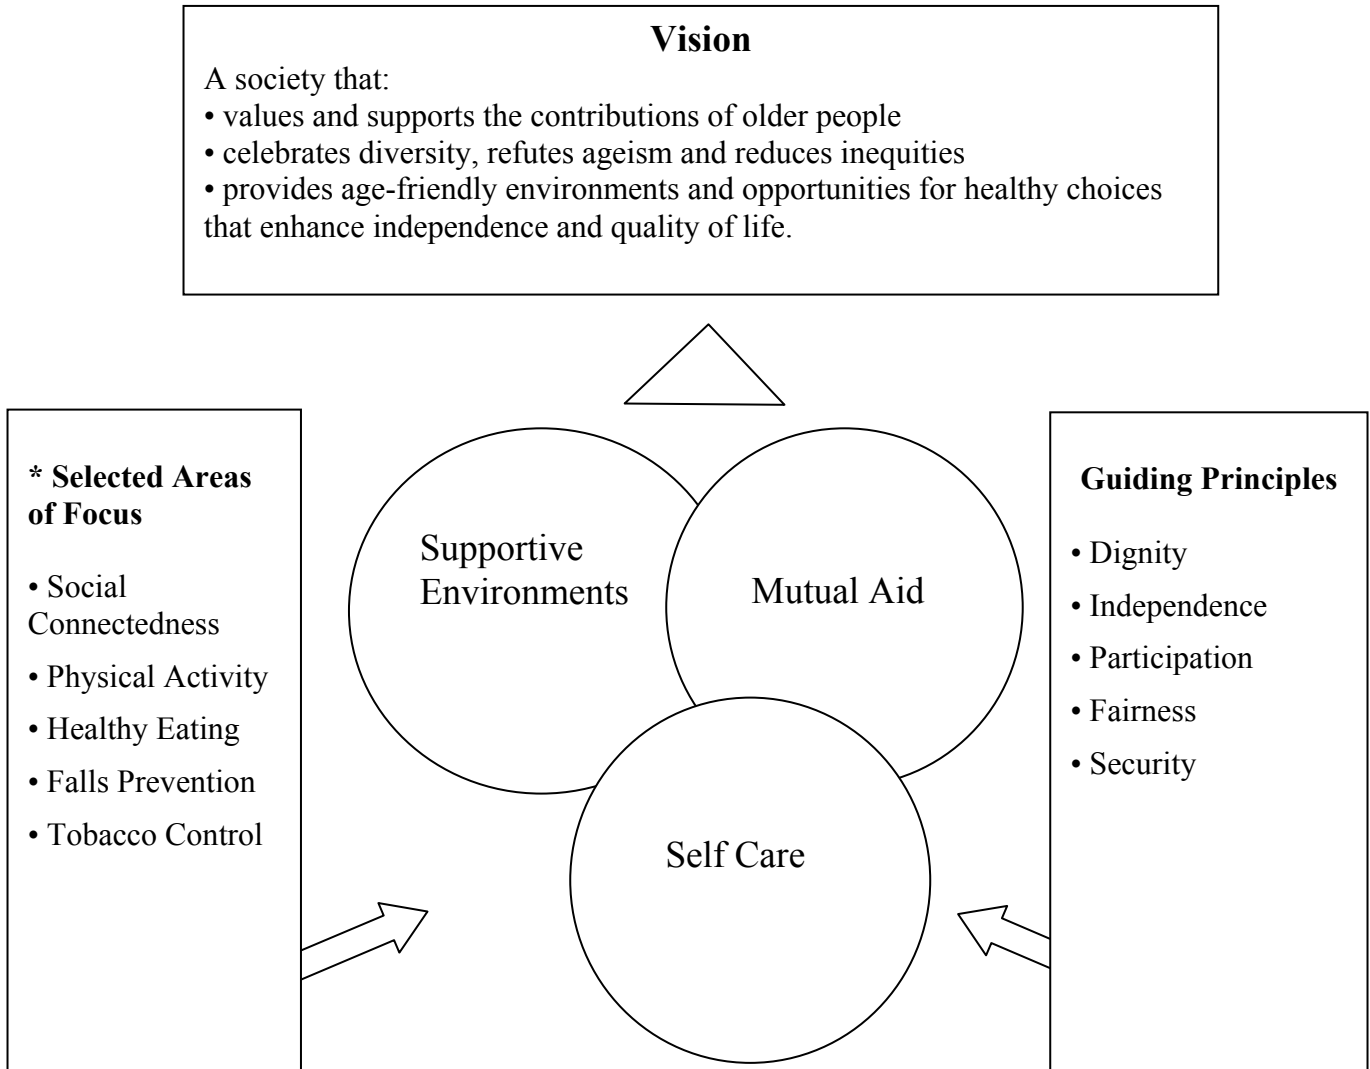 Vision
A society that:
• values and supports the contributions of older people
• celebrates diversity, refutes ageism and reduces inequities
• provides age-friendly environments and opportunities for healthy choices
that enhance independence and quality of life.
* Selected Areas
of Focus
• Social
Connectedness
• Physical Activity
• Healthy Eating
• Falls Prevention
• Tobacco Control
Supportive
Environments
Mutual Aid
Self Care
Guiding Principles
• Dignity
• Independence
• Participation
• Fairness
• Security